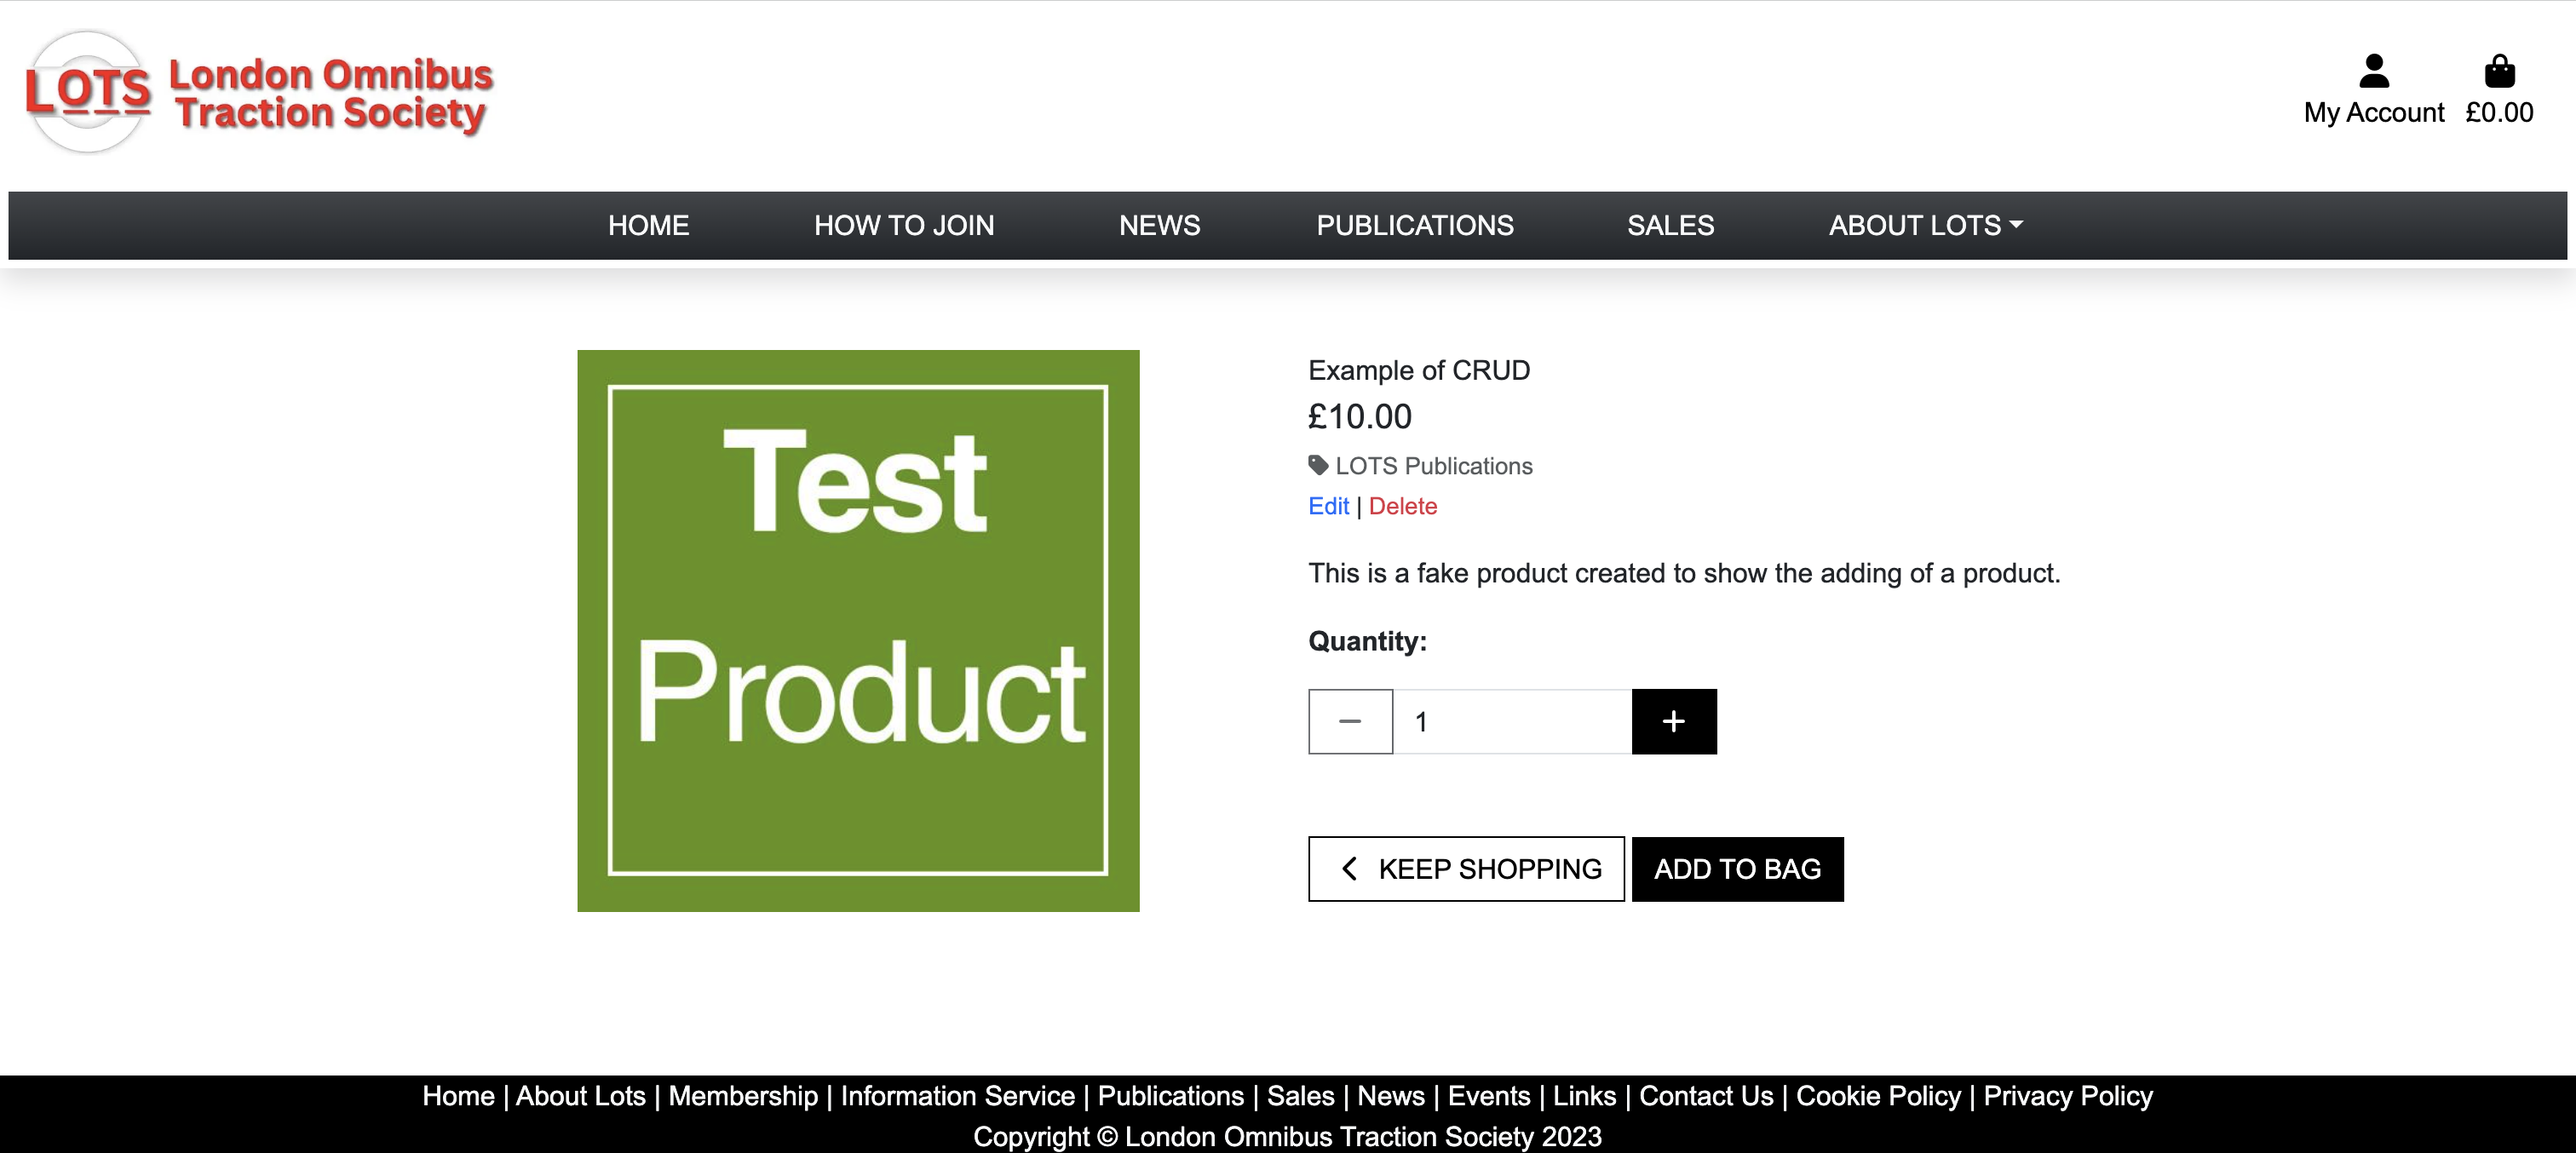 LOTS London Omnibus
Traction Society
My Account £0.00
HOME HOW TO JOIN NEWS PUBLICATIONS SALES ABOUT LOTS
Test
Product
Example of CRUD
£10.00
LOTS Publications
Edit | Delete
This is a fake product created to show the adding of a product.
Quantity:
− 1 +
KEEP SHOPPING ADD TO BAG
Home | About Lots | Membership | Information Service | Publications | Sales | News | Events | Links | Contact Us | Cookie Policy | Privacy Policy
Copyright © London Omnibus Traction Society 2023